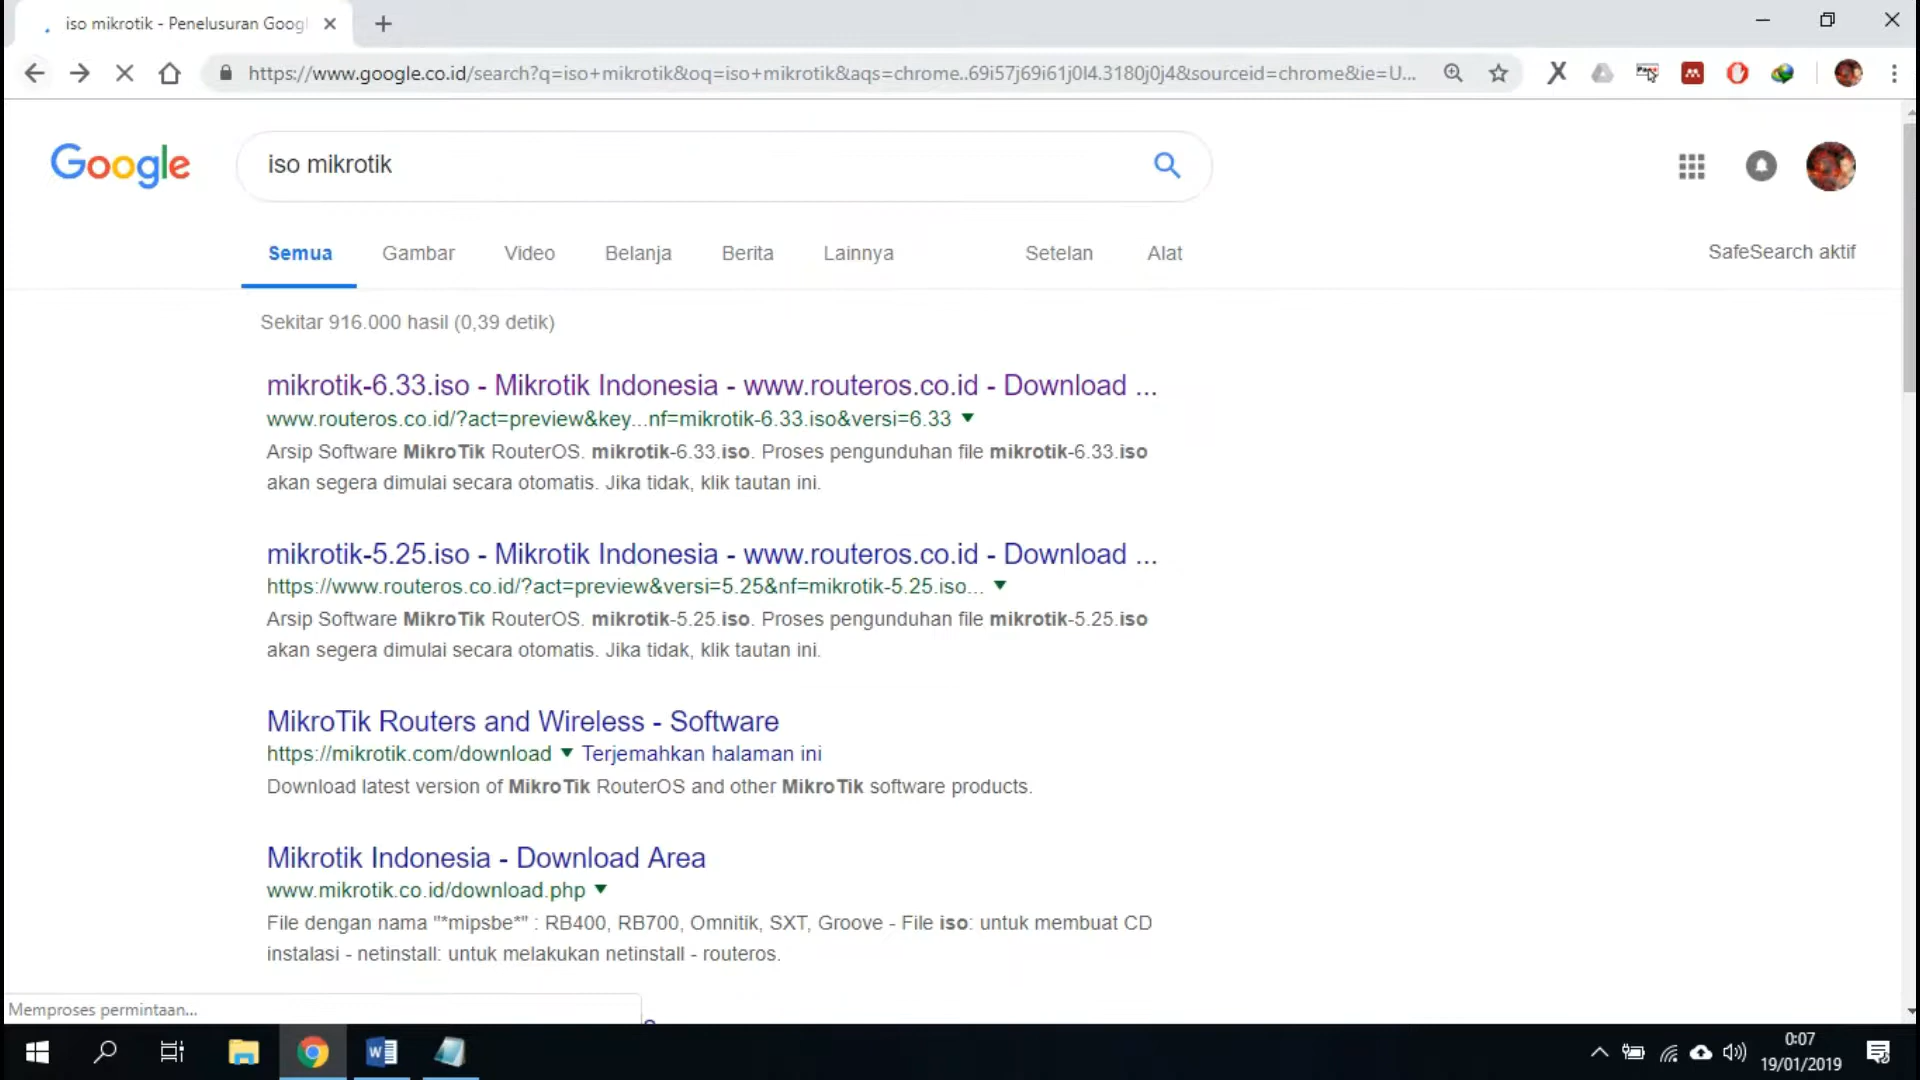 iso mikrotik - Penelusuran Googl
https://www.google.co.id/search?q=iso+mikrotik&oq=iso+mikrotik&aqs=chrome..69i57j69i61j0l4.3180j0j4&sourceid=chrome&ie=U...
Google
iso mikrotik
Semua Gambar Video Belanja Berita Lainnya Setelan Alat SafeSearch aktif
Sekitar 916.000 hasil (0,39 detik)
mikrotik-6.33.iso - Mikrotik Indonesia - www.routeros.co.id - Download ...
www.routeros.co.id/?act=preview&key...nf=mikrotik-6.33.iso&versi=6.33
Arsip Software MikroTik RouterOS. mikrotik-6.33.iso. Proses pengunduhan file mikrotik-6.33.iso
akan segera dimulai secara otomatis. Jika tidak, klik tautan ini.
mikrotik-5.25.iso - Mikrotik Indonesia - www.routeros.co.id - Download ...
https://www.routeros.co.id/?act=preview&versi=5.25&nf=mikrotik-5.25.iso...
Arsip Software MikroTik RouterOS. mikrotik-5.25.iso. Proses pengunduhan file mikrotik-5.25.iso
akan segera dimulai secara otomatis. Jika tidak, klik tautan ini.
MikroTik Routers and Wireless - Software
https://mikrotik.com/download Terjemahkan halaman ini
Download latest version of MikroTik RouterOS and other MikroTik software products.
Mikrotik Indonesia - Download Area
www.mikrotik.co.id/download.php
File dengan nama "*mipsbe*" : RB400, RB700, Omnitik, SXT, Groove - File iso: untuk membuat CD
instalasi - netinstall: untuk melakukan netinstall - routeros.
Memproses permintaan...
0:07
19/01/2019